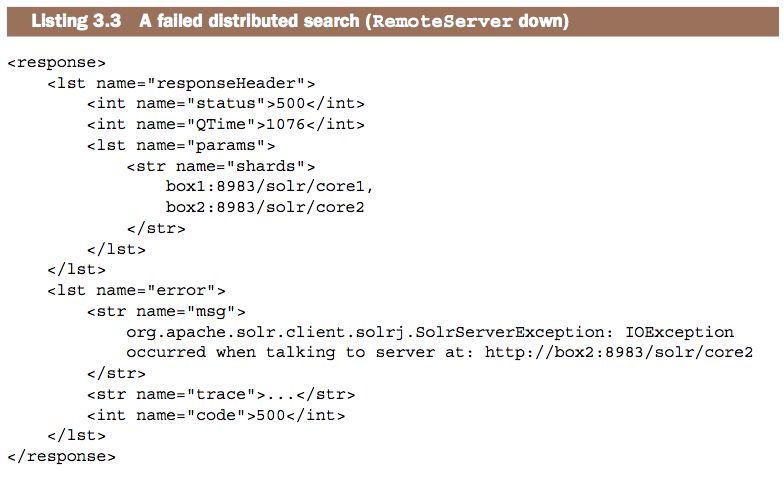 Listing 3.3 A failed distributed search (RemoteServer down)
<response>
    <lst name="responseHeader">
        <int name="status">500</int>
        <int name="QTime">1076</int>
        <lst name="params">
            <str name="shards">
                box1:8983/solr/core1,
                box2:8983/solr/core2
            </str>
        </lst>
    </lst>
    <lst name="error">
        <str name="msg">
            org.apache.solr.client.solrj.SolrServerException: IOException
            occurred when talking to server at: http://box2:8983/solr/core2
        </str>
        <str name="trace">...</str>
        <int name="code">500</int>
    </lst>
</response>